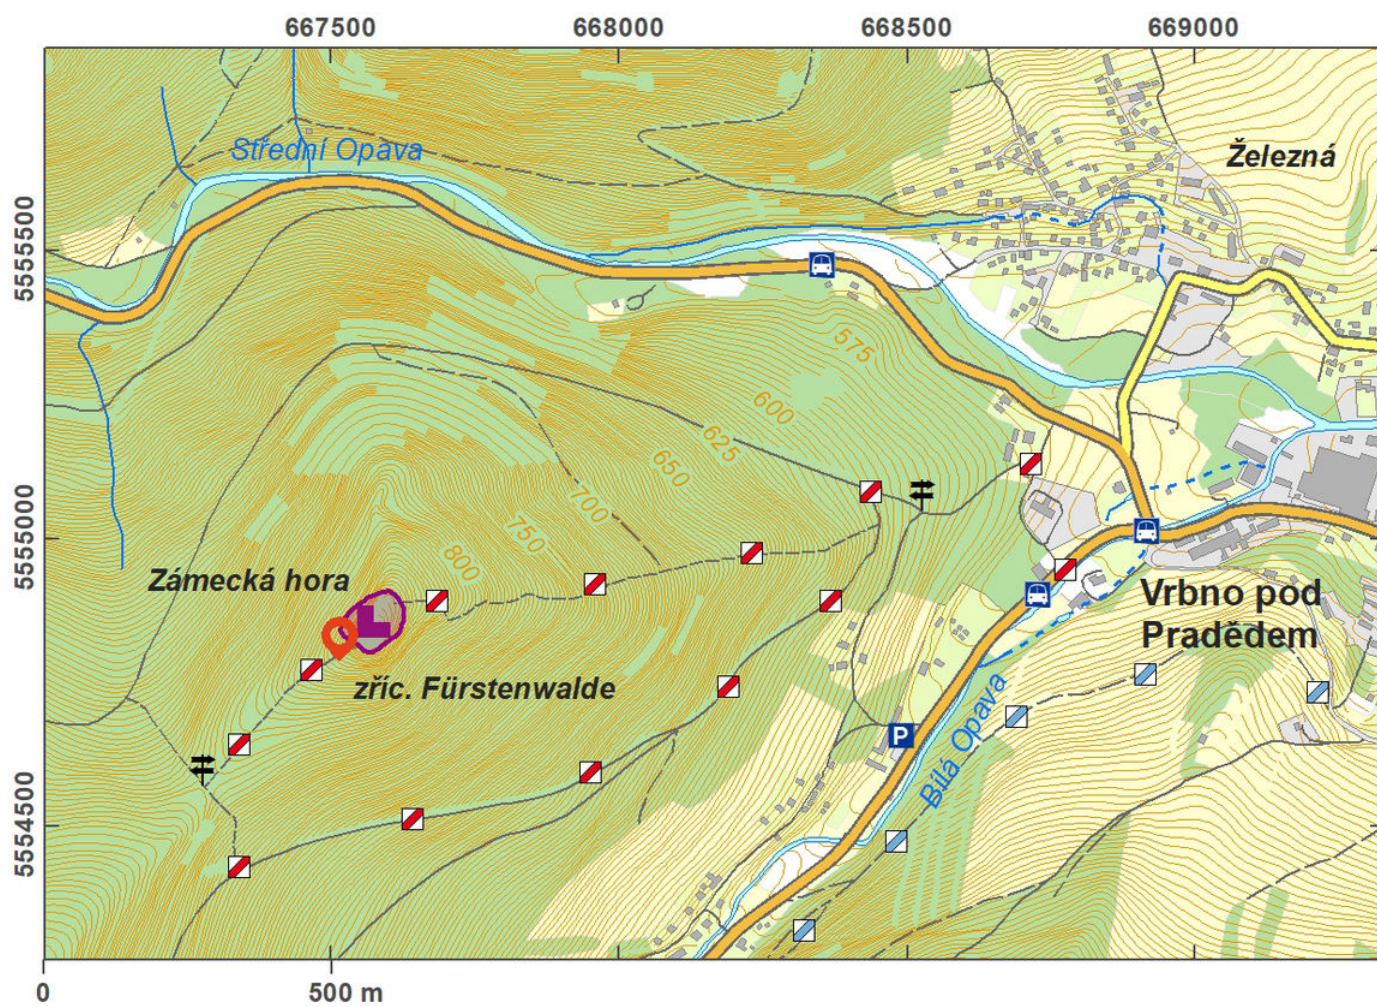 667500 668000 668500 669000
Střední Opava
Železná
5555500
575
600
625
650
700
750
800
5555000
Zámecká hora
Vrbno pod
Pradědem
zříc. Fürstenwalde
P
Bílá Opava
5554500
0 500 m